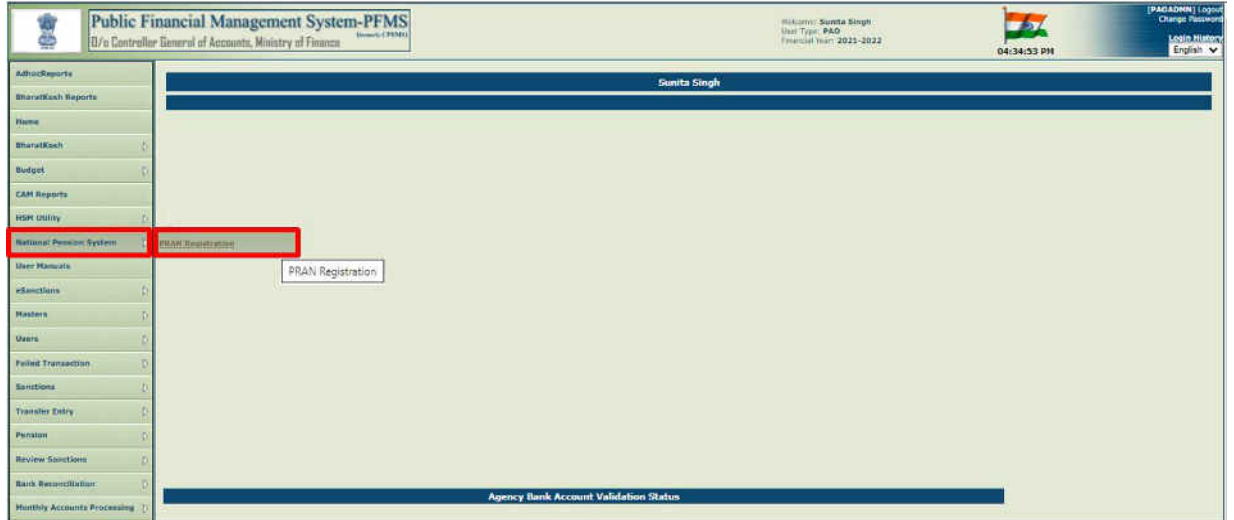 Public Financial Management System-PFMS
(formerly CPSMS)
O/o Controller General of Accounts, Ministry of Finance
Welcome: Sunita Singh
User Type: PAO
Financial Year: 2021-2022
04:34:53 PM
[PAOADMN] Logout
Change Password
Login History
English
AdhocReports
BharatKosh Reports
Home
BharatKosh
Budget
CAM Reports
HSM Utility
National Pension System
User Manuals
eSanctions
Masters
Users
Failed Transaction
Sanctions
Transfer Entry
Pension
Review Sanctions
Bank Reconciliation
Monthly Accounts Processing
Sunita Singh
PRAN Registration
PRAN Registration
Agency Bank Account Validation Status